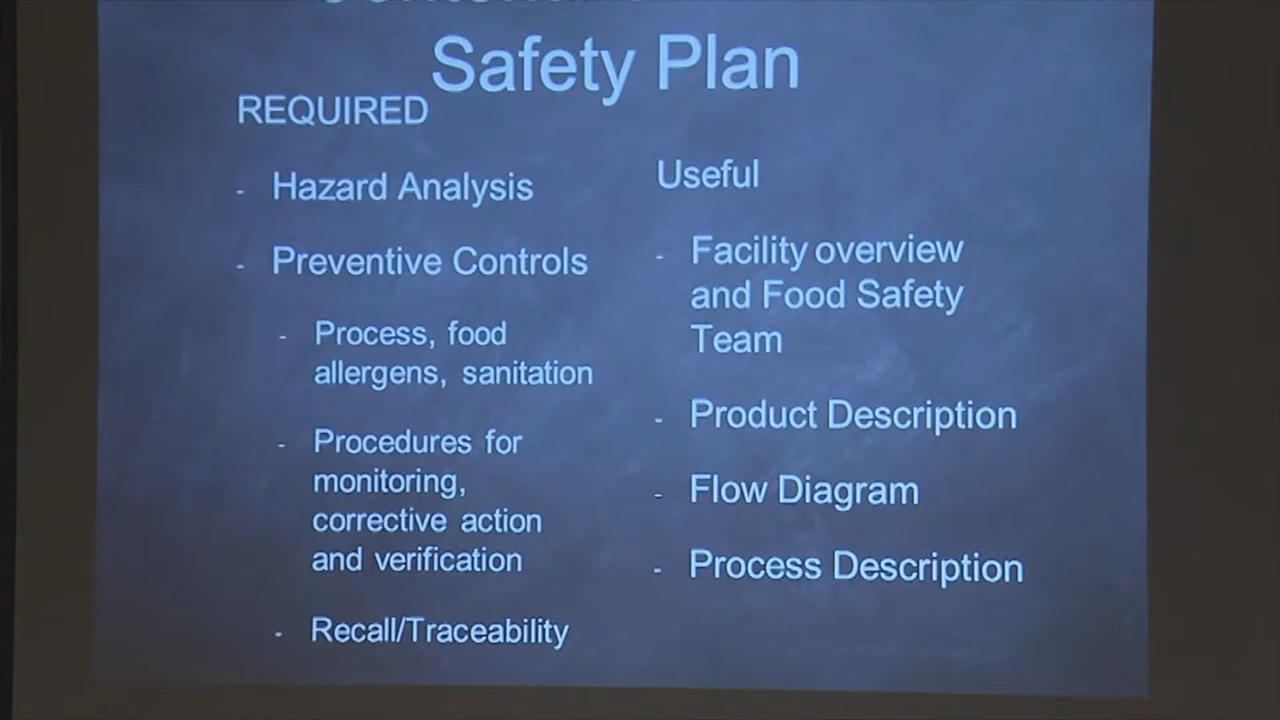 Safety Plan
REQUIRED
- Hazard Analysis
- Preventive Controls
- Process, food
allergens, sanitation
- Procedures for
monitoring,
corrective action
and verification
- Recall/Traceability
Useful
- Facility overview
and Food Safety
Team
- Product Description
- Flow Diagram
- Process Description